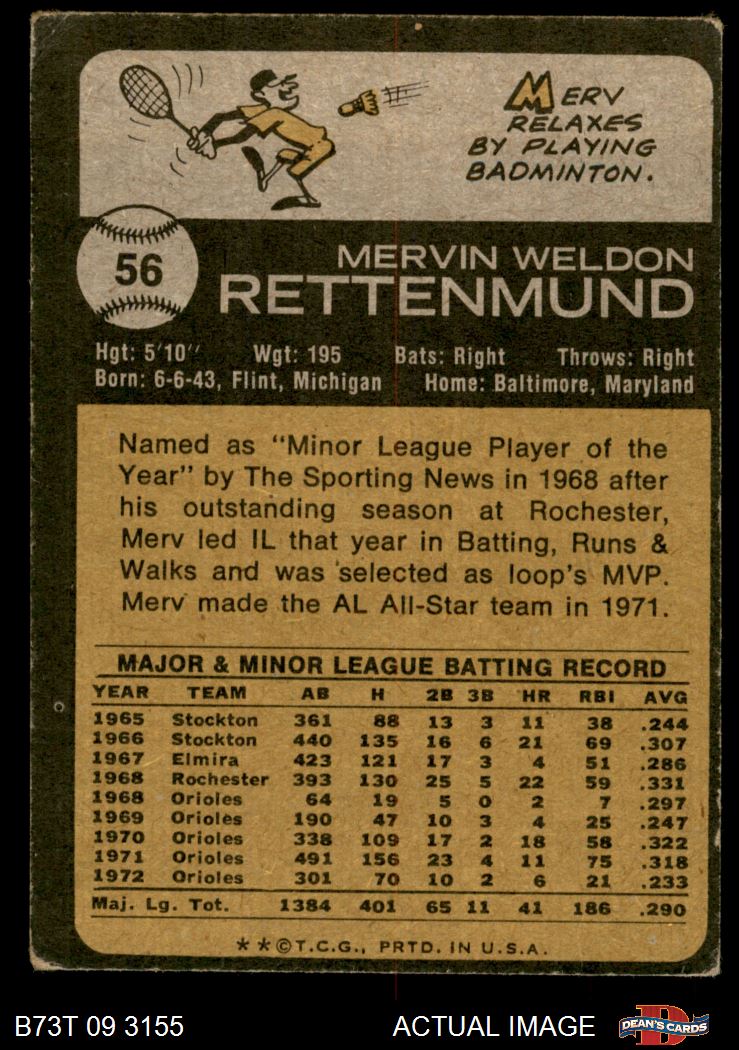 MERV
RELAXES
BY PLAYING
BADMINTON.
56
MERVIN WELDON
RETTENMUND
Hgt: 5'10" Wgt: 195 Bats: Right Throws: Right
Born: 6-6-43, Flint, Michigan Home: Baltimore, Maryland
Named as "Minor League Player of the
Year" by The Sporting News in 1968 after
his outstanding season at Rochester,
Merv led IL that year in Batting, Runs &
Walks and was selected as loop's MVP.
Merv made the AL All-Star team in 1971.
MAJOR & MINOR LEAGUE BATTING RECORD
YEAR TEAM AB H 2B 3B HR RBI AVG
1965 Stockton 361 88 13 3 11 38 .244
1966 Stockton 440 135 16 6 21 69 .307
1967 Elmira 423 121 17 3 4 51 .286
1968 Rochester 393 130 25 5 22 59 .331
1968 Orioles 64 19 5 0 2 7 .297
1969 Orioles 190 47 10 3 4 25 .247
1970 Orioles 338 109 17 2 18 58 .322
1971 Orioles 491 156 23 4 11 75 .318
1972 Orioles 301 70 10 2 6 21 .233
Maj. Lg. Tot. 1384 401 65 11 41 186 .290
**©T.C.G., PRTD. IN U.S.A.
B73T 09 3155 ACTUAL IMAGE D DEAN'S CARDS